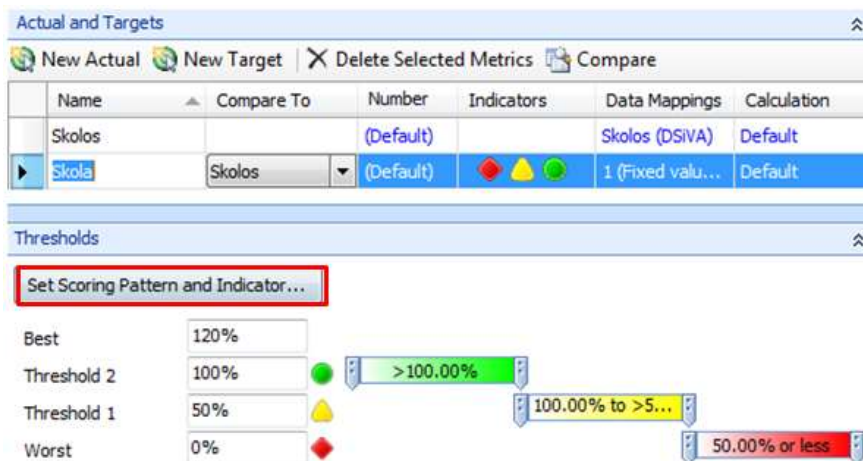 Actual and Targets
New Actual New Target Delete Selected Metrics Compare
Name Compare To Number Indicators Data Mappings Calculation
Skolos (Default) Skolos (DSiVA) Default
Skola Skolos (Default) 1 (Fixed valu... Default
Thresholds
Set Scoring Pattern and Indicator...
Best 120%
Threshold 2 100% >100.00%
Threshold 1 50% 100.00% to >5...
Worst 0% 50.00% or less